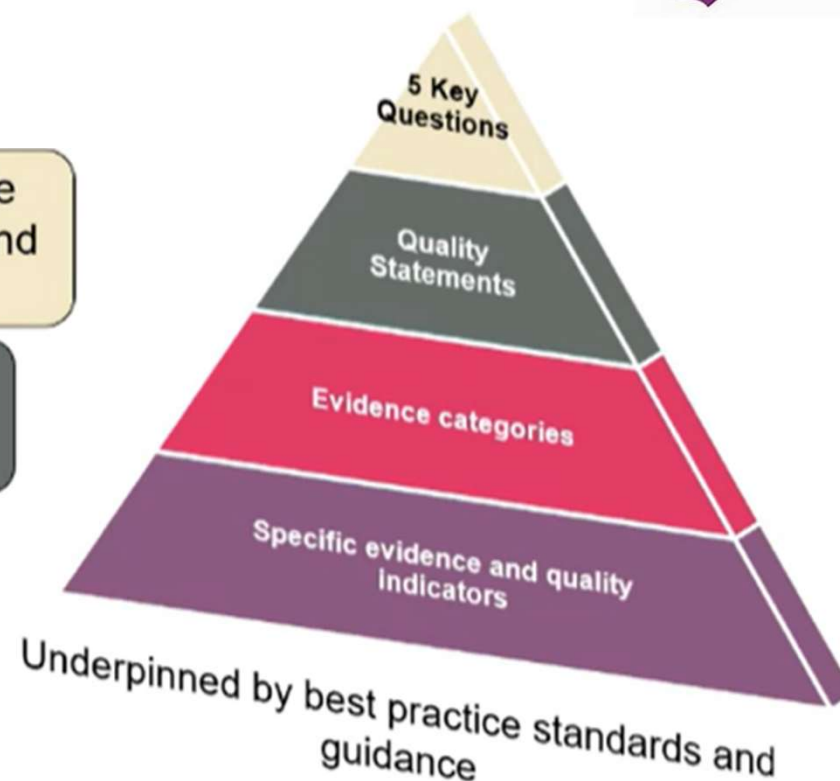 5 Key
Questions
Quality
Statements
Evidence categories
Specific evidence and quality
indicators
Underpinned by best practice standards and
guidance